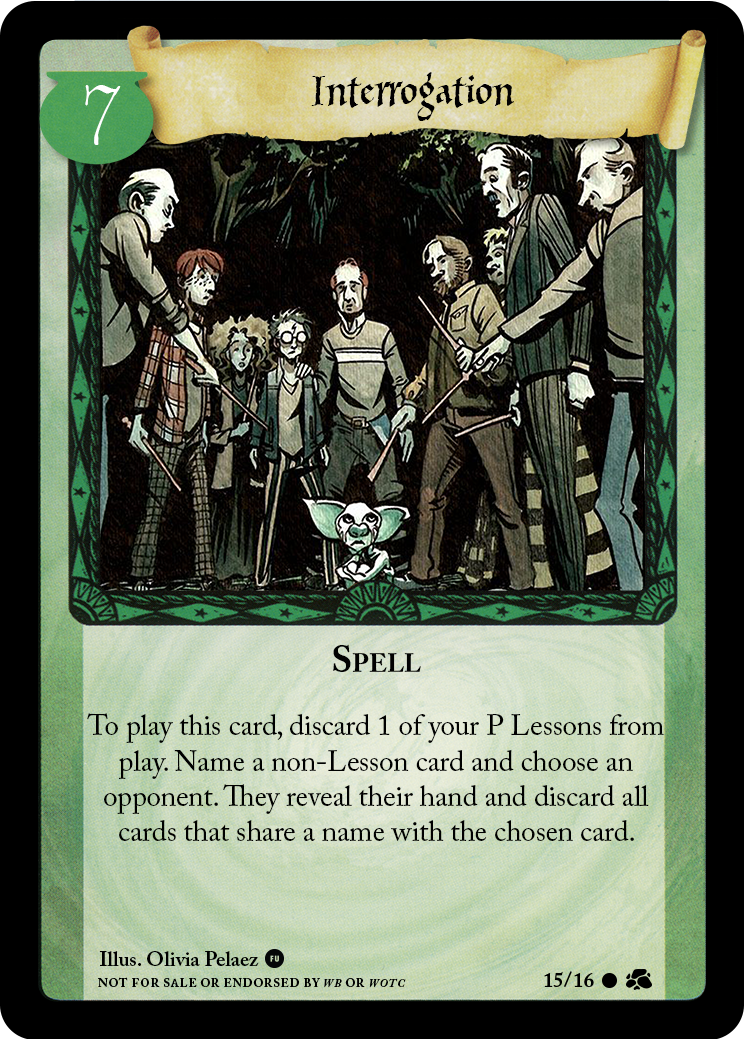 7
Interrogation
Spell
To play this card, discard 1 of your P Lessons from
play. Name a non-Lesson card and choose an
opponent. They reveal their hand and discard all
cards that share a name with the chosen card.
Illus. Olivia Pelaez FU
NOT FOR SALE OR ENDORSED BY WB OR WOTC
15/16